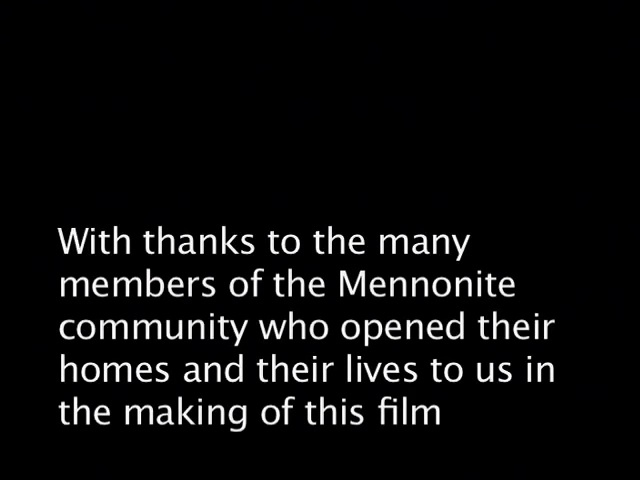 With thanks to the many
members of the Mennonite
community who opened their
homes and their lives to us in
the making of this film